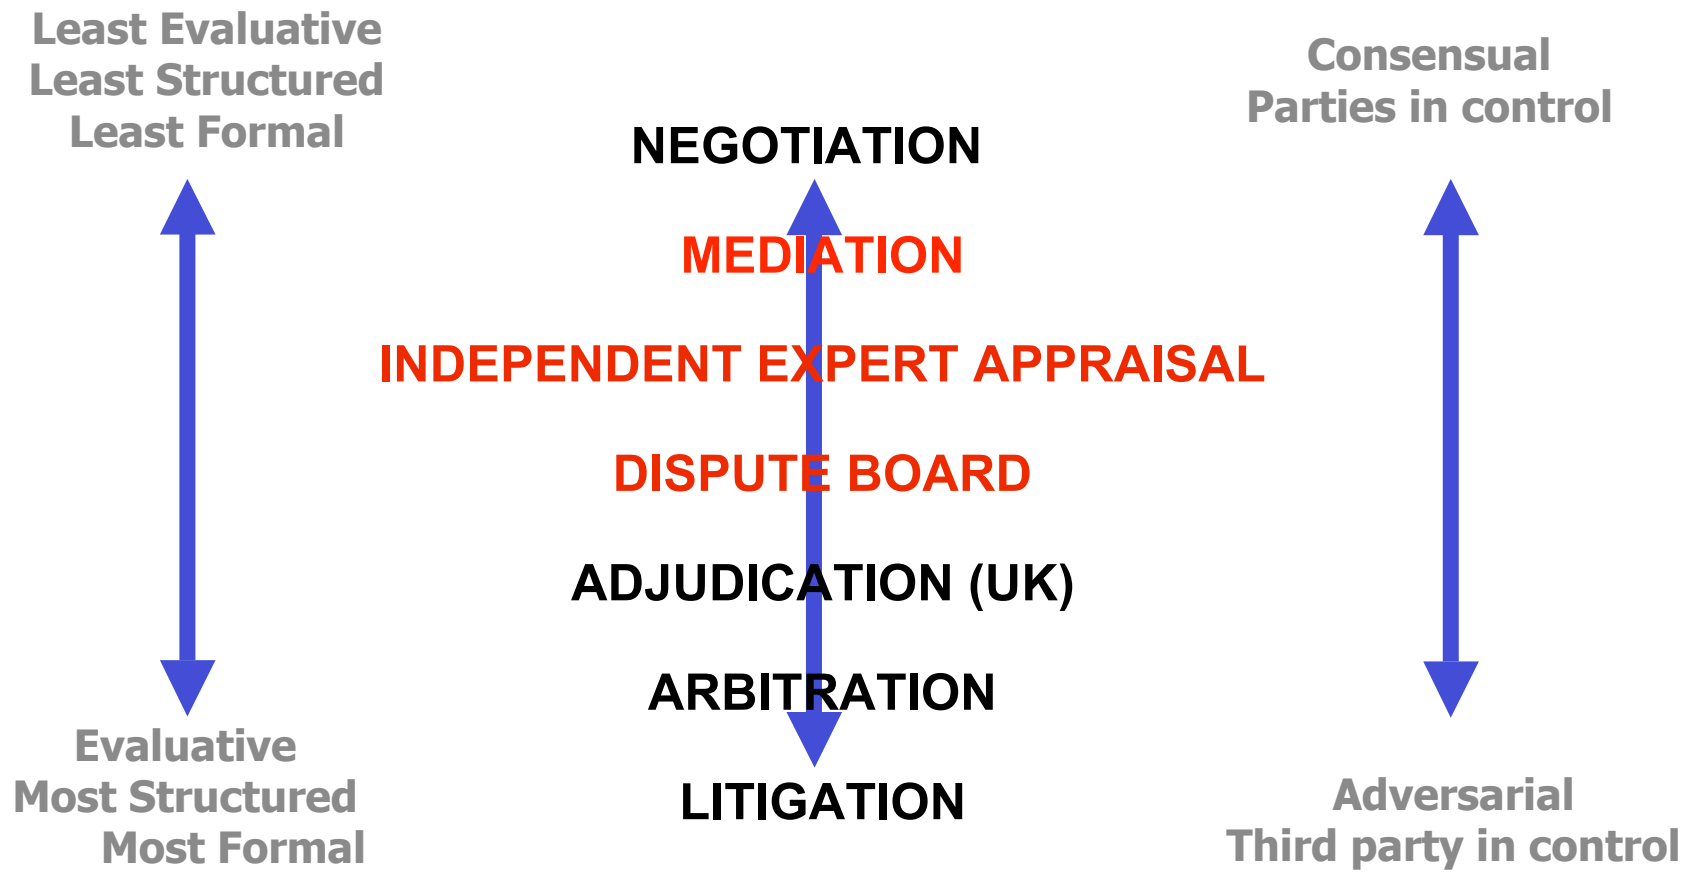 Least Evaluative
Least Structured
Least Formal
Consensual
Parties in control
NEGOTIATION
MEDIATION
INDEPENDENT EXPERT APPRAISAL
DISPUTE BOARD
ADJUDICATION (UK)
ARBITRATION
LITIGATION
Evaluative
Most Structured
Most Formal
Adversarial
Third party in control